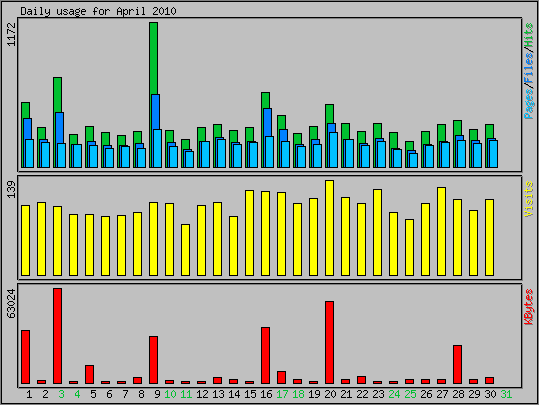 Daily usage for April 2010
1172
Pages/Files/Hits
139
Visits
63024
KBytes
1 2 3 4 5 6 7 8 9 10 11 12 13 14 15 16 17 18 19 20 21 22 23 24 25 26 27 28 29 30 31